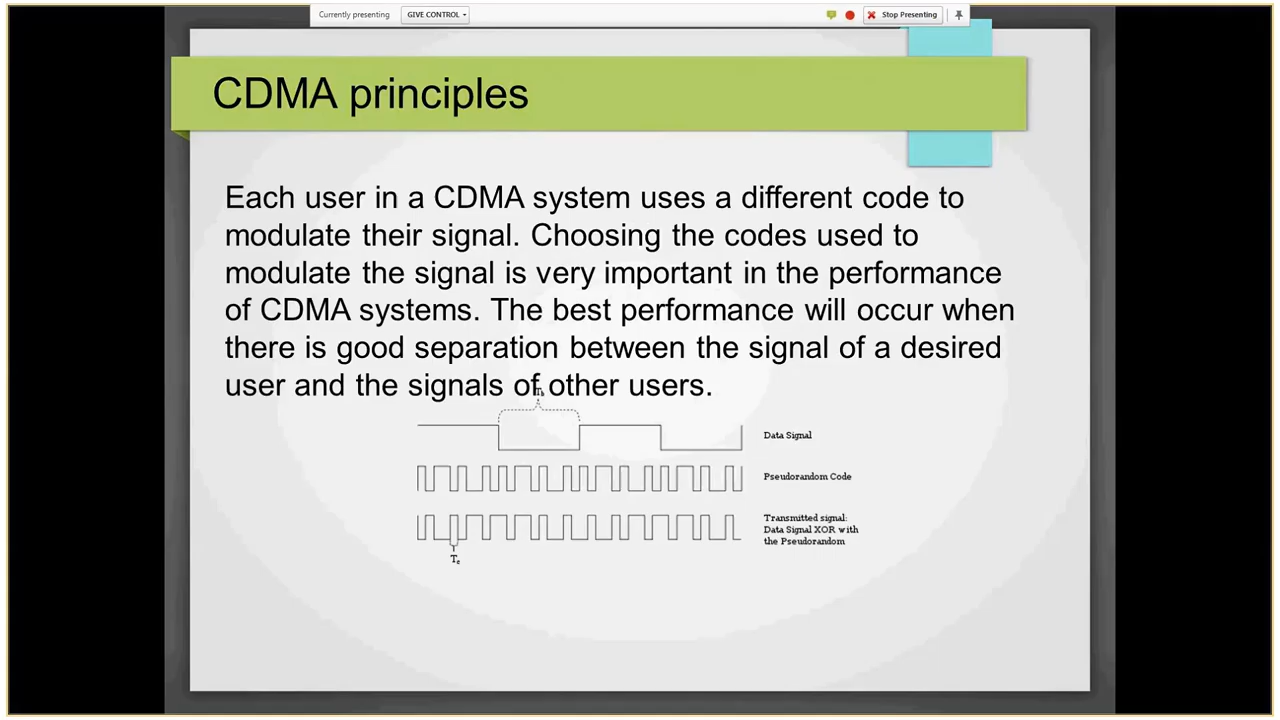 Currently presenting GIVE CONTROL Stop Presenting
CDMA principles
Each user in a CDMA system uses a different code to
modulate their signal. Choosing the codes used to
modulate the signal is very important in the performance
of CDMA systems. The best performance will occur when
there is good separation between the signal of a desired
user and the signals of other users.
Data Signal
Pseudorandom Code
Transmitted signal:
Data Signal XOR with
the Pseudorandom
Tc